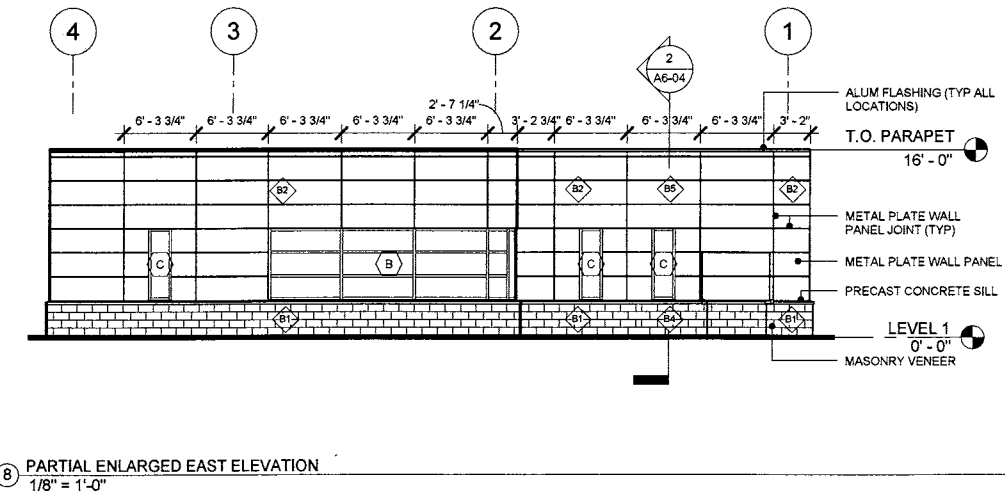 4
3
2
1
2
A6-04
ALUM FLASHING (TYP ALL
LOCATIONS)
2' - 7 1/4"
6' - 3 3/4" 6' - 3 3/4" 6' - 3 3/4" 6' - 3 3/4" 6' - 3 3/4" 3' - 2 3/4" 6' - 3 3/4" 6' - 3 3/4" 6' - 3 3/4" 3' - 2"
T.O. PARAPET
16' - 0"
B2 B2 B5 B2
METAL PLATE WALL
PANEL JOINT (TYP)
C B C C
METAL PLATE WALL PANEL
PRECAST CONCRETE SILL
B1 B1 B4 B1
LEVEL 1
0' - 0"
MASONRY VENEER
8 PARTIAL ENLARGED EAST ELEVATION
1/8" = 1'-0"